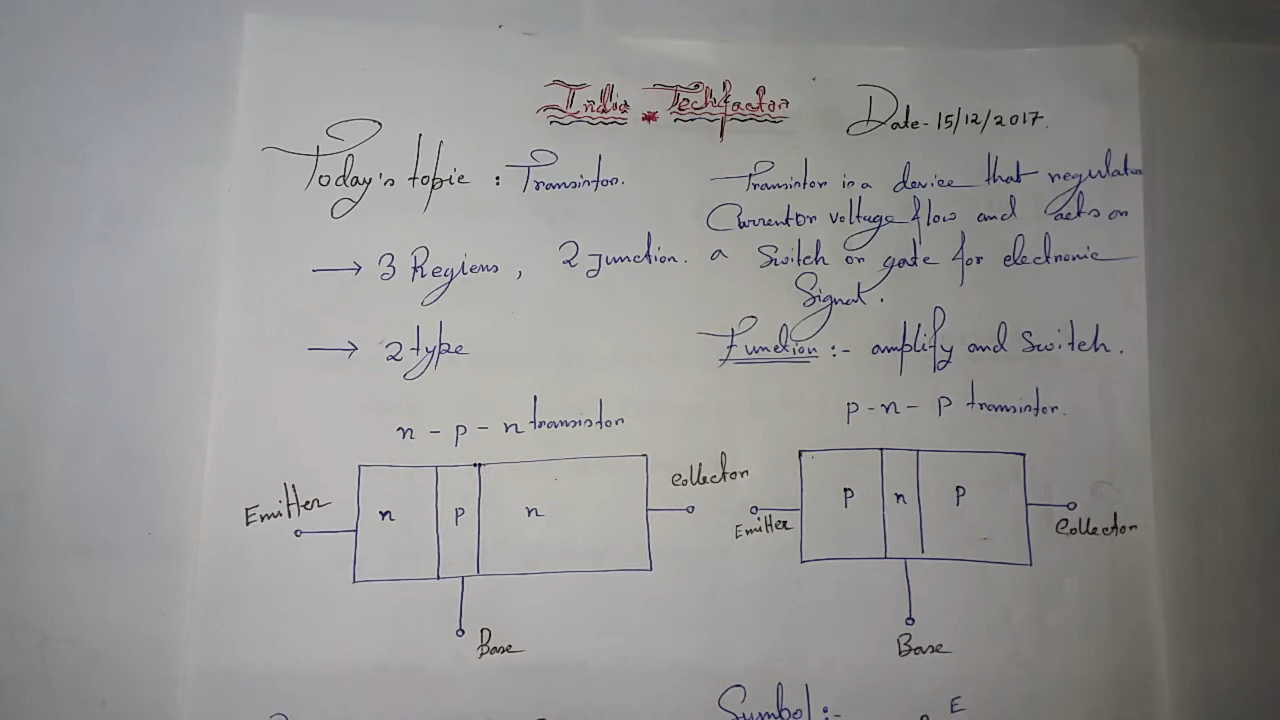 India * Techfactor
Date - 15/12/2017.
Today's topic : Transistor.
→ 3 Regions, 2 junction.
→ 2 type
Transistor is a device that regulates
Current or voltage flow and acts as
a Switch or gate for electronic
Signal.
Function :- amplify and Switch.
n - p - n transistor
Emitter
n
p
n
Collector
Base
p - n - p transistor.
Emitter
p
n
p
Collector
Base
Symbol :-
E